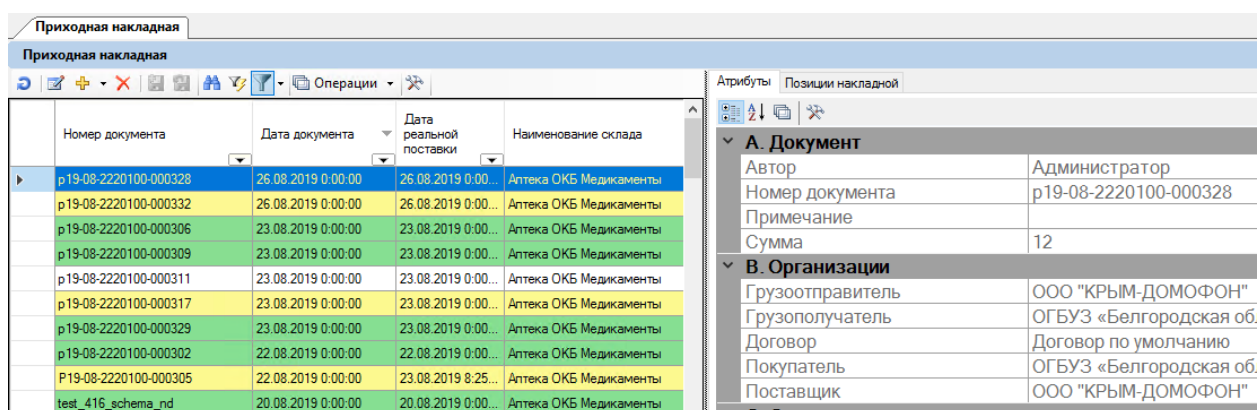 Приходная накладная
Приходная накладная
Операции
Номер документа Дата документа Дата реальной поставки Наименование склада
p19-08-2220100-000328 26.08.2019 0:00:00 26.08.2019 0:00... Аптека ОКБ Медикаменты
p19-08-2220100-000332 26.08.2019 0:00:00 26.08.2019 0:00... Аптека ОКБ Медикаменты
p19-08-2220100-000306 23.08.2019 0:00:00 23.08.2019 0:00... Аптека ОКБ Медикаменты
p19-08-2220100-000309 23.08.2019 0:00:00 23.08.2019 0:00... Аптека ОКБ Медикаменты
p19-08-2220100-000311 23.08.2019 0:00:00 23.08.2019 0:00... Аптека ОКБ Медикаменты
p19-08-2220100-000317 23.08.2019 0:00:00 23.08.2019 0:00... Аптека ОКБ Медикаменты
p19-08-2220100-000329 23.08.2019 0:00:00 23.08.2019 0:00... Аптека ОКБ Медикаменты
p19-08-2220100-000302 22.08.2019 0:00:00 22.08.2019 0:00... Аптека ОКБ Медикаменты
P19-08-2220100-000305 22.08.2019 0:00:00 23.08.2019 8:25... Аптека ОКБ Медикаменты
test_416_schema_nd 20.08.2019 0:00:00 20.08.2019 0:00... Аптека ОКБ Медикаменты
Атрибуты Позиции накладной
А. Документ
Автор Администратор
Номер документа p19-08-2220100-000328
Примечание
Сумма 12
В. Организации
Грузоотправитель ООО "КРЫМ-ДОМОФОН"
Грузополучатель ОГБУЗ «Белгородская об
Договор Договор по умолчанию
Покупатель ОГБУЗ «Белгородская об
Поставщик ООО "КРЫМ-ДОМОФОН"